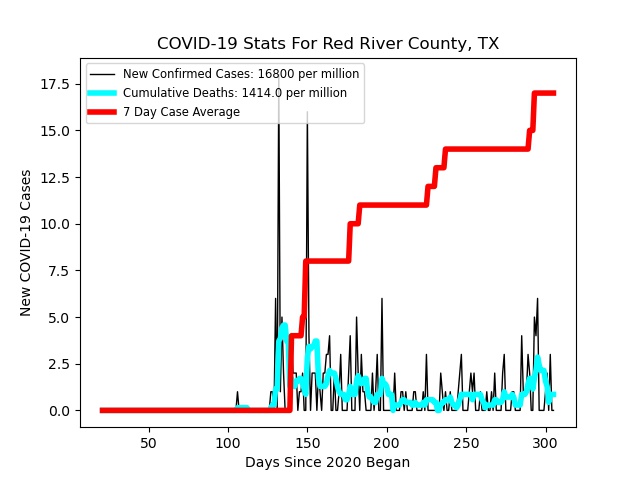 COVID-19 Stats For Red River County, TX
New Confirmed Cases: 16800 per million
Cumulative Deaths: 1414.0 per million
7 Day Case Average
17.5
15.0
12.5
10.0
7.5
5.0
2.5
0.0
New COVID-19 Cases
50 100 150 200 250 300
Days Since 2020 Began